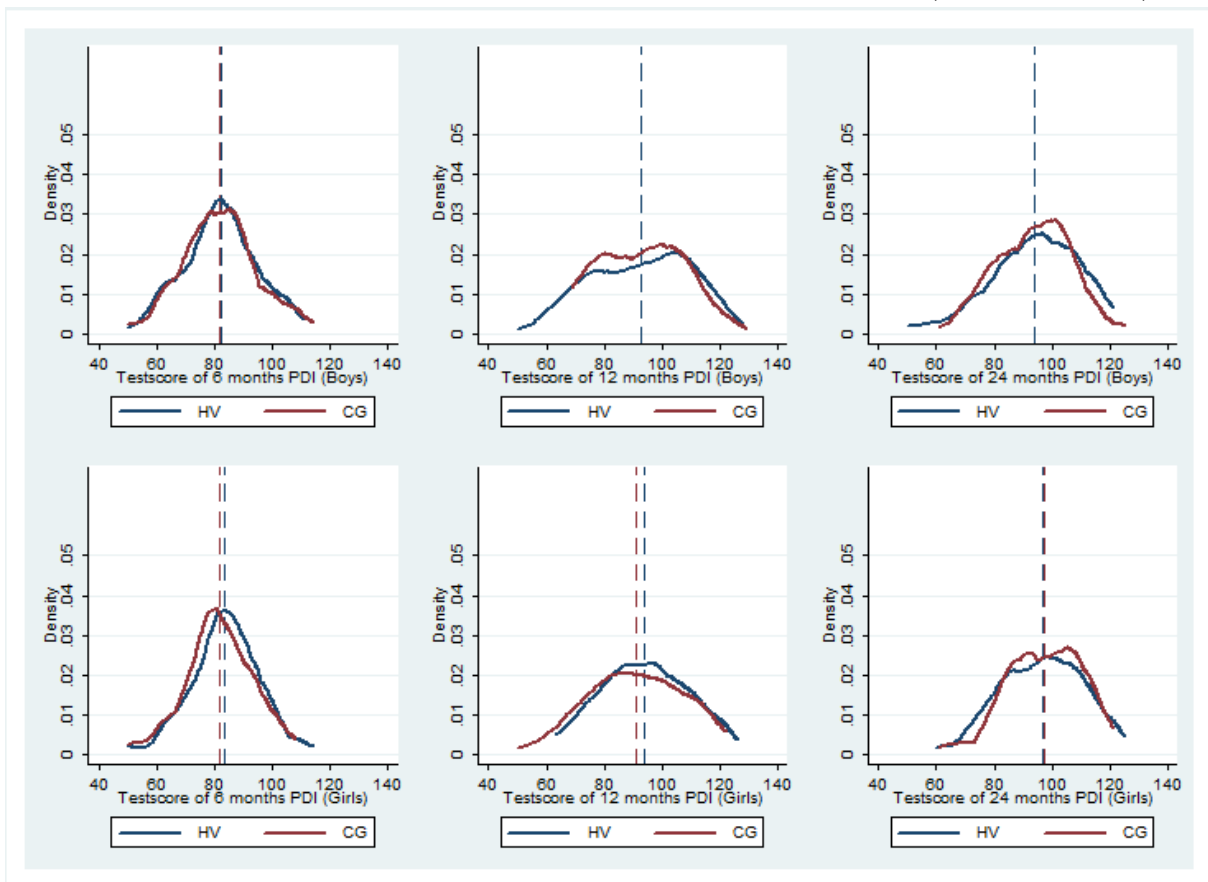 Density
0 .01 .02 .03 .04 .05
40 60 80 100 120 140
Testscore of 6 months PDI (Boys)
HV CG
Density
0 .01 .02 .03 .04 .05
40 60 80 100 120 140
Testscore of 12 months PDI (Boys)
HV CG
Density
0 .01 .02 .03 .04 .05
40 60 80 100 120 140
Testscore of 24 months PDI (Boys)
HV CG
Density
0 .01 .02 .03 .04 .05
40 60 80 100 120 140
Testscore of 6 months PDI (Girls)
HV CG
Density
0 .01 .02 .03 .04 .05
40 60 80 100 120 140
Testscore of 12 months PDI (Girls)
HV CG
Density
0 .01 .02 .03 .04 .05
40 60 80 100 120 140
Testscore of 24 months PDI (Girls)
HV CG